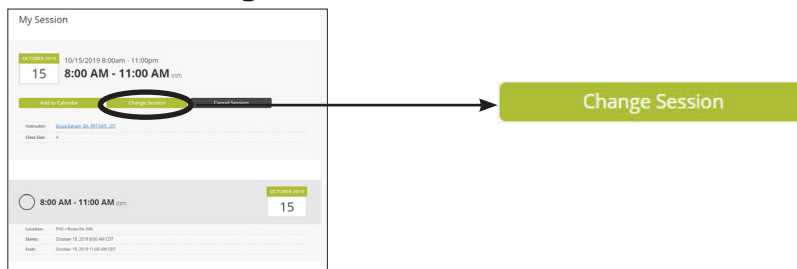 My Session
OCTOBER 2019
15
10/15/2019 8:00am - 11:00pm
8:00 AM - 11:00 AM (CDT)
Add to Calendar
Change Session
Cancel Session
Change Session
Instructor:
Class Size: 4
8:00 AM - 11:00 AM (CDT)
OCTOBER 2019
15
Location: PHS—Roseville, MN
Starts: October 15, 2019 8:00 AM CDT
Ends: October 15, 2019 11:00 AM CDT